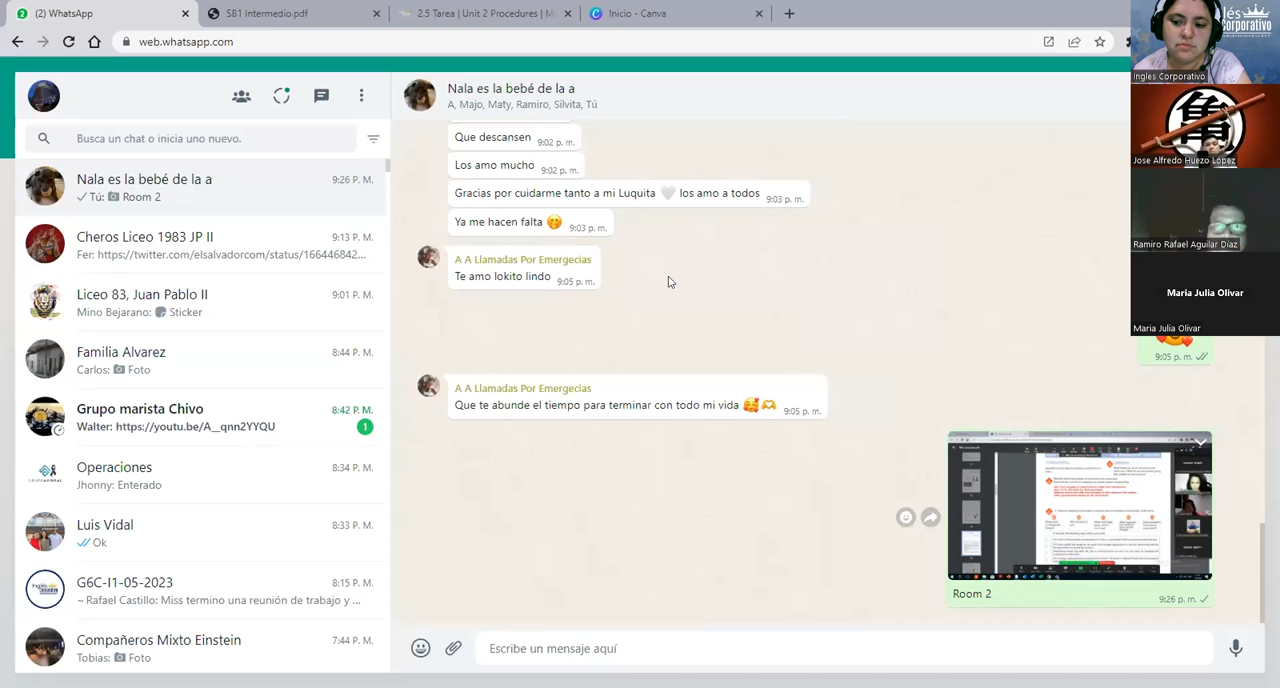 (2) WhatsApp
SB1 Intermedio.pdf
2.5 Tarea | Unit 2 Procedures | M
Inicio - Canva
web.whatsapp.com
Busca un chat o inicia uno nuevo.
Nala es la bebé de la a
9:26 P. M.
Tú: Room 2
Cheros Liceo 1983 JP II
9:13 P. M.
Fer: https://twitter.com/elsalvadorcom/status/166446842...
Liceo 83, Juan Pablo II
9:01 P. M.
Mino Bejarano: Sticker
Familia Alvarez
8:44 P. M.
Carlos: Foto
Grupo marista Chivo
8:42 P. M.
Walter: https://youtu.be/A__qnn2YYQU
1
Operaciones
8:34 P. M.
Jhonny: Enterado
Luis Vidal
8:33 P. M.
Ok
G6C-I1-05-2023
8:15 P. M.
~ Rafael Castillo: Miss termino una reunión de trabajo y ...
Compañeros Mixto Einstein
7:44 P. M.
Tobias: Foto
Nala es la bebé de la a
A, Majo, Maty, Ramiro, Silvita, Tú
Que descansen 9:02 p. m.
Los amo mucho 9:02 p. m.
Gracias por cuidarme tanto a mi Luquita 🤍 los amo a todos 9:03 p. m.
Ya me hacen falta 🤭 9:03 p. m.
A A Llamadas Por Emergecias
Te amo lokito lindo 9:05 p. m.
9:05 p. m.
A A Llamadas Por Emergecias
Que te abunde el tiempo para terminar con todo mi vida 🥰🫶 9:05 p. m.
Room 2
9:26 p. m.
Escribe un mensaje aquí
lés
Corporativo
Ingles Corporativo
亀
Jose Alfredo Huezo Lopez
Ramiro Rafael Aguilar Díaz
Maria Julia Olivar
Maria Julia Olivar